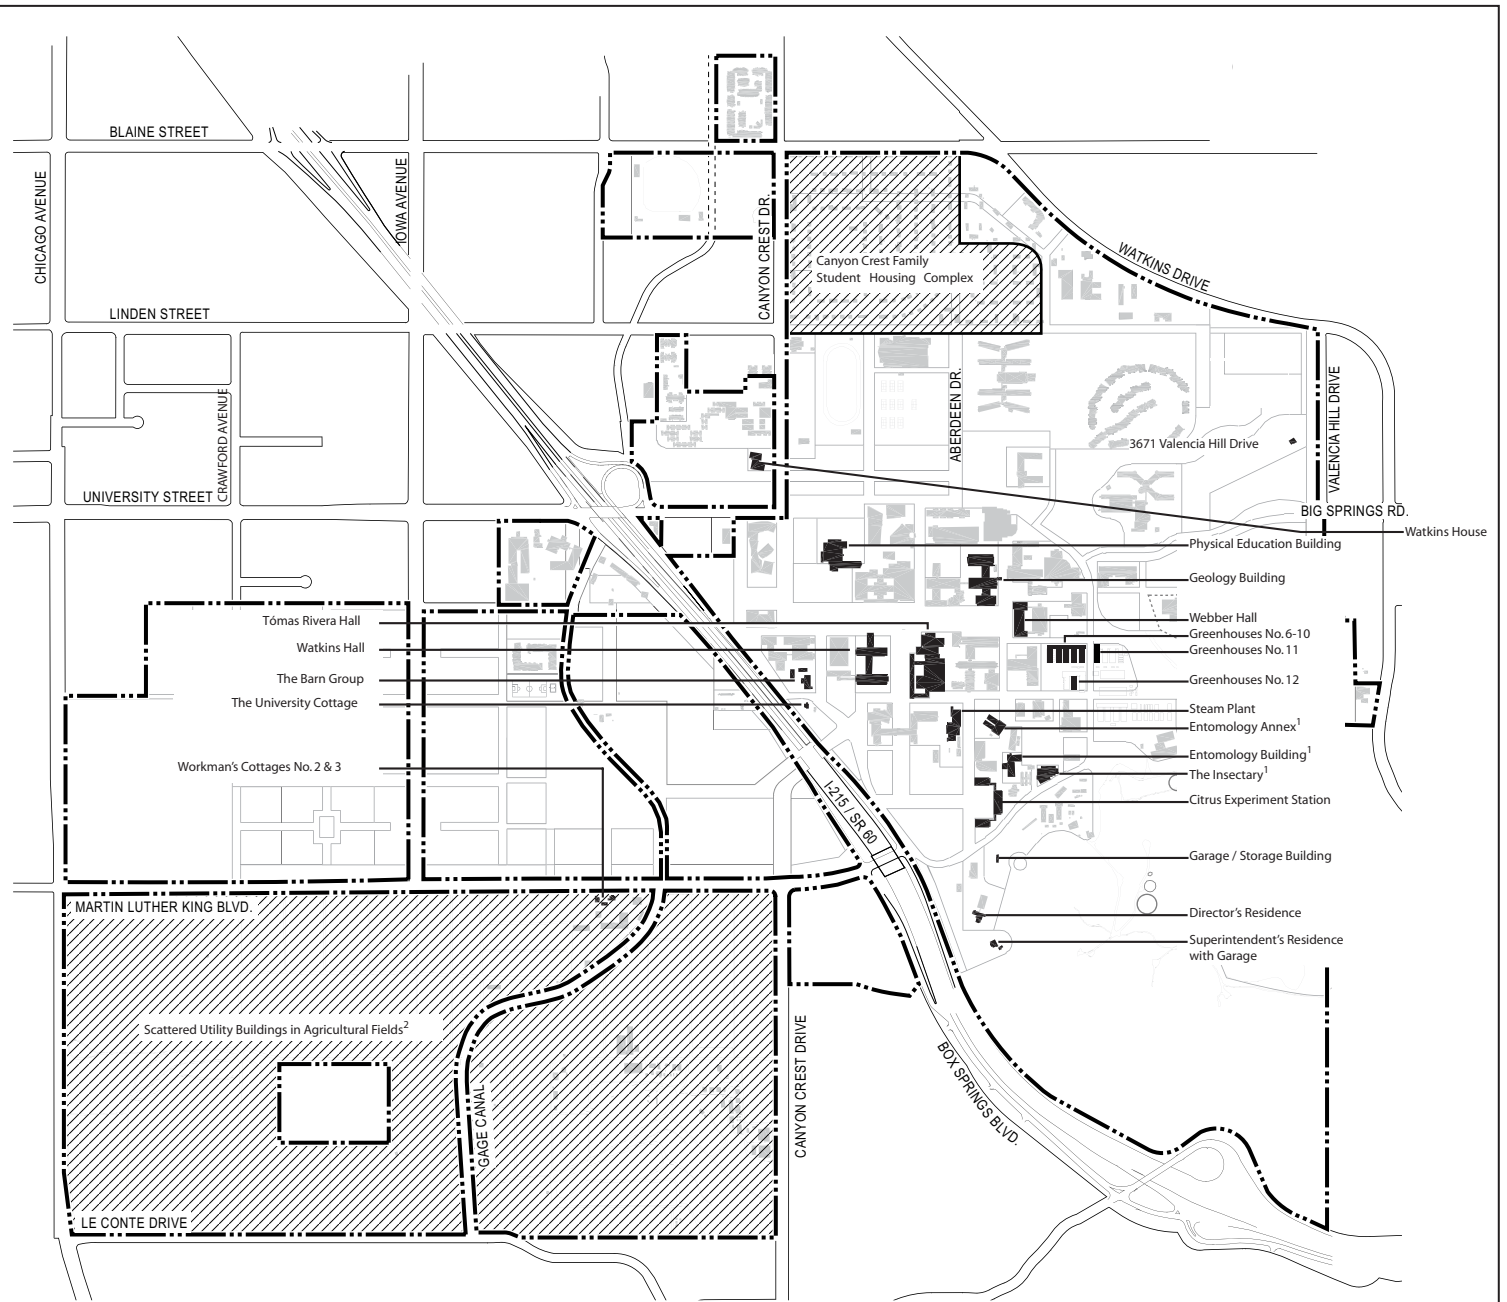 BLAINE STREET
CHICAGO AVENUE
IOWA AVENUE
CANYON CREST DR.
WATKINS DRIVE
Canyon Crest Family
Student Housing Complex
LINDEN STREET
CRAWFORD AVENUE
ABERDEEN DR.
VALENCIA HILL DRIVE
3671 Valencia Hill Drive
UNIVERSITY STREET
BIG SPRINGS RD.
Watkins House
Physical Education Building
Geology Building
Tómas Rivera Hall
Webber Hall
Greenhouses No. 6-10
Watkins Hall
Greenhouses No. 11
The Barn Group
Greenhouses No. 12
The University Cottage
Steam Plant
Entomology Annex1
Entomology Building1
Workman's Cottages No. 2 & 3
The Insectary1
I-215 / SR 60
Citrus Experiment Station
Garage / Storage Building
MARTIN LUTHER KING BLVD.
Director's Residence
Superintendent's Residence
with Garage
Scattered Utility Buildings in Agricultural Fields2
GAGE CANAL
CANYON CREST DRIVE
BOX SPRINGS BLVD.
LE CONTE DRIVE